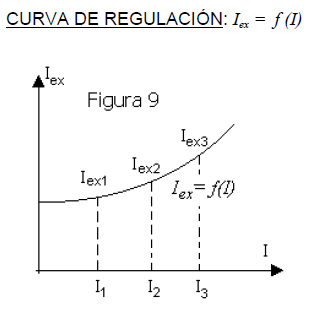 CURVA DE REGULACIÓN: Iex = f (I)
Iex
Figura 9
Iex3
Iex2
Iex1
Iex= f(I)
I
I1 I2 I3